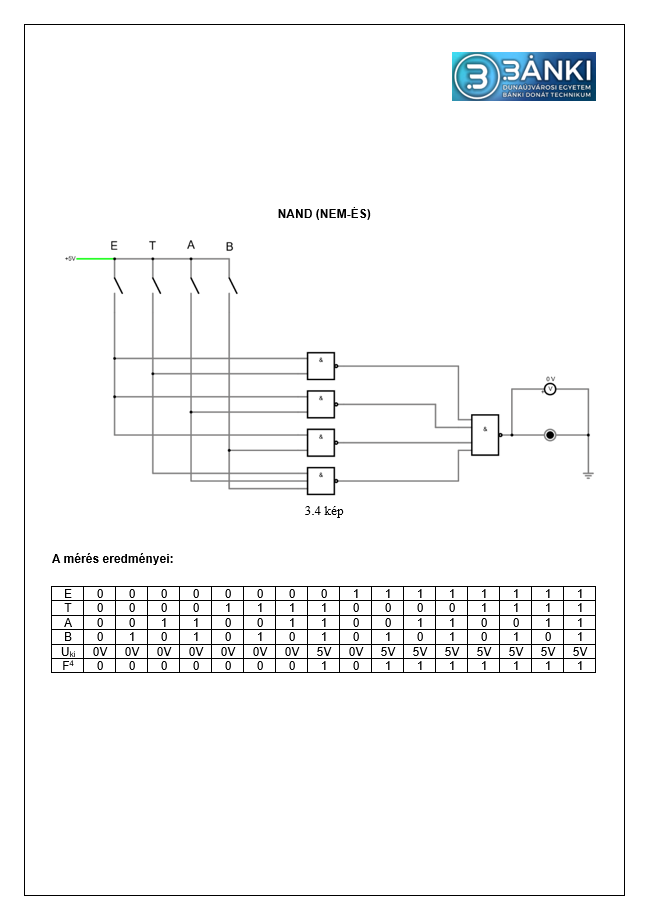 BÁNKI
DUNAÚJVÁROSI EGYETEM
BÁNKI DONÁT TECHNIKUM
NAND (NEM-ÉS)
E T A B
+5V
&
&
&
&
&
0 V
V
+
3.4 kép
A mérés eredményei:
E 0 0 0 0 0 0 0 0 1 1 1 1 1 1 1 1
T 0 0 0 0 1 1 1 1 0 0 0 0 1 1 1 1
A 0 0 1 1 0 0 1 1 0 0 1 1 0 0 1 1
B 0 1 0 1 0 1 0 1 0 1 0 1 0 1 0 1
Uki 0V 0V 0V 0V 0V 0V 0V 5V 0V 5V 5V 5V 5V 5V 5V 5V
F⁴ 0 0 0 0 0 0 0 1 0 1 1 1 1 1 1 1